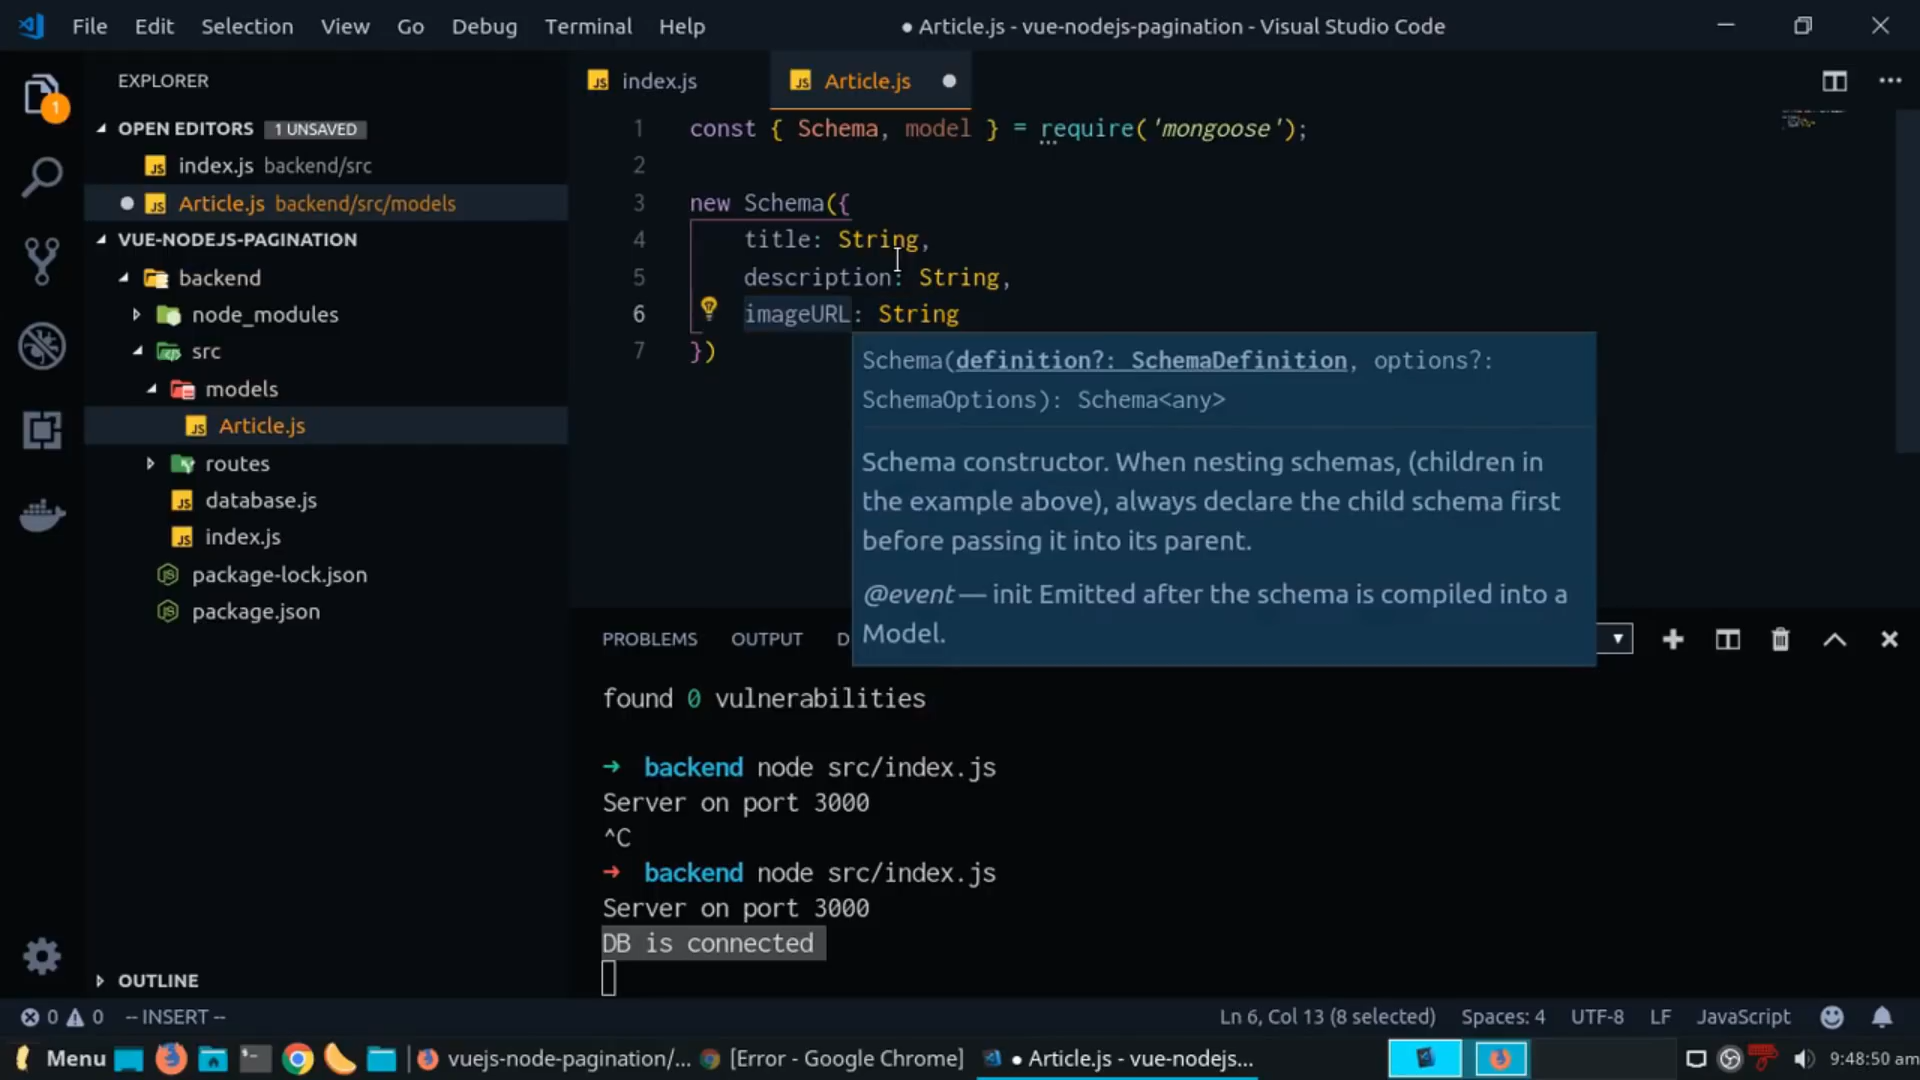 File Edit Selection View Go Debug Terminal Help
● Article.js - vue-nodejs-pagination - Visual Studio Code
EXPLORER
1
OPEN EDITORS 1 UNSAVED
index.js backend/src
Article.js backend/src/models
VUE-NODEJS-PAGINATION
backend
node_modules
src
models
Article.js
routes
database.js
index.js
package-lock.json
package.json
OUTLINE
index.js
Article.js
1 const { Schema, model } = require('mongoose');
2
3 new Schema({
4 title: String,
5 description: String,
6 imageURL: String
7 })
Schema(definition?: SchemaDefinition, options?:
SchemaOptions): Schema<any>
Schema constructor. When nesting schemas, (children in
the example above), always declare the child schema first
before passing it into its parent.
@event — init Emitted after the schema is compiled into a
Model.
PROBLEMS OUTPUT D
found 0 vulnerabilities
➜ backend node src/index.js
Server on port 3000
^C
➜ backend node src/index.js
Server on port 3000
DB is connected
0 0 -- INSERT --
Ln 6, Col 13 (8 selected) Spaces: 4 UTF-8 LF JavaScript
Menu vuejs-node-pagination/... [Error - Google Chrome] ● Article.js - vue-nodejs... 9:48:50 am